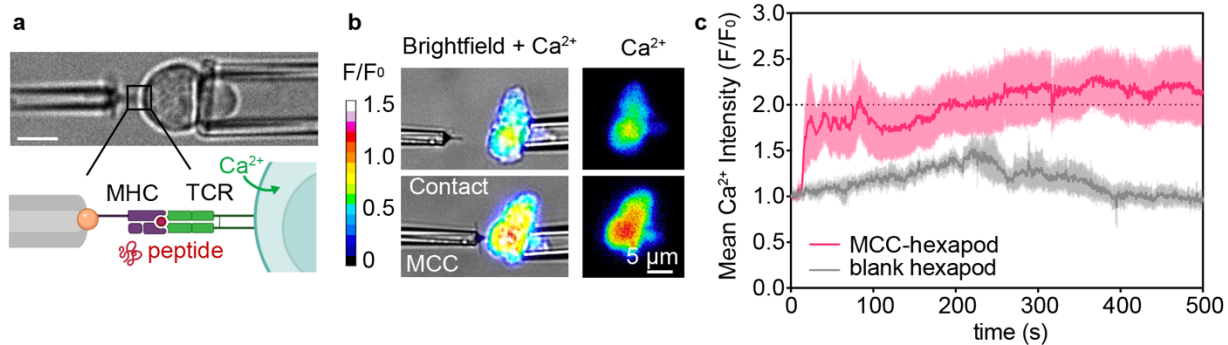 a
MHC
TCR
Ca²⁺
peptide
b
Brightfield + Ca²⁺
Ca²⁺
F/F₀
1.5
1.0
0.5
0
Contact
MCC
5 µm
c
Mean Ca²⁺ Intensity (F/F₀)
3.0
2.5
2.0
1.5
1.0
0.5
0.0
MCC-hexapod
blank hexapod
0
100
200
300
400
500
time (s)